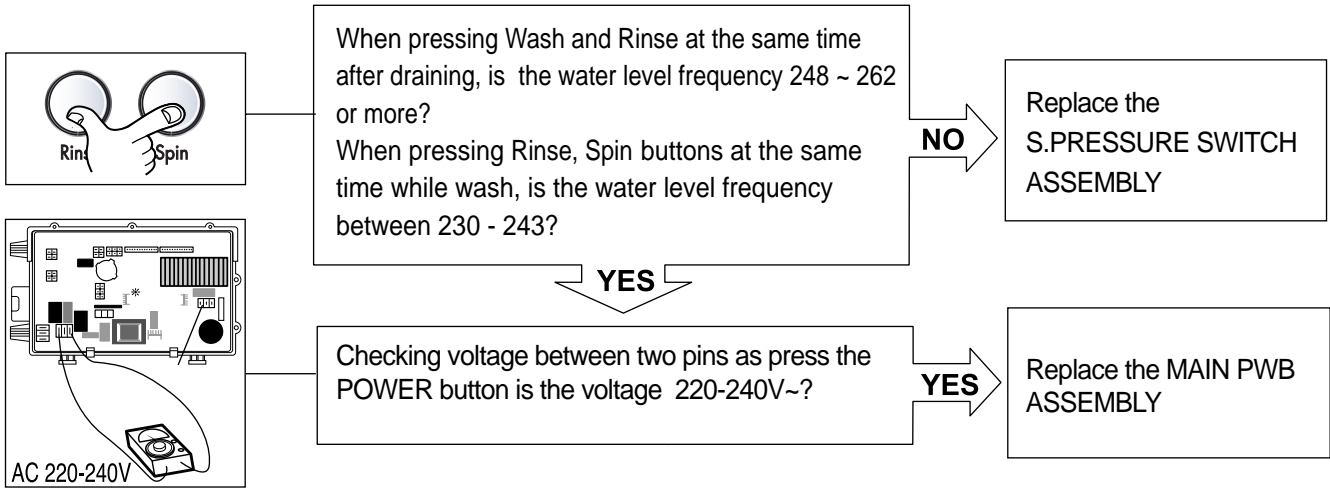 Rins
Spin
When pressing Wash and Rinse at the same time
after draining, is the water level frequency 248 ~ 262
or more?
When pressing Rinse, Spin buttons at the same
time while wash, is the water level frequency
between 230 - 243?
NO
Replace the
S.PRESSURE SWITCH
ASSEMBLY
YES
AC 220-240V
Checking voltage between two pins as press the
POWER button is the voltage 220-240V~?
YES
Replace the MAIN PWB
ASSEMBLY